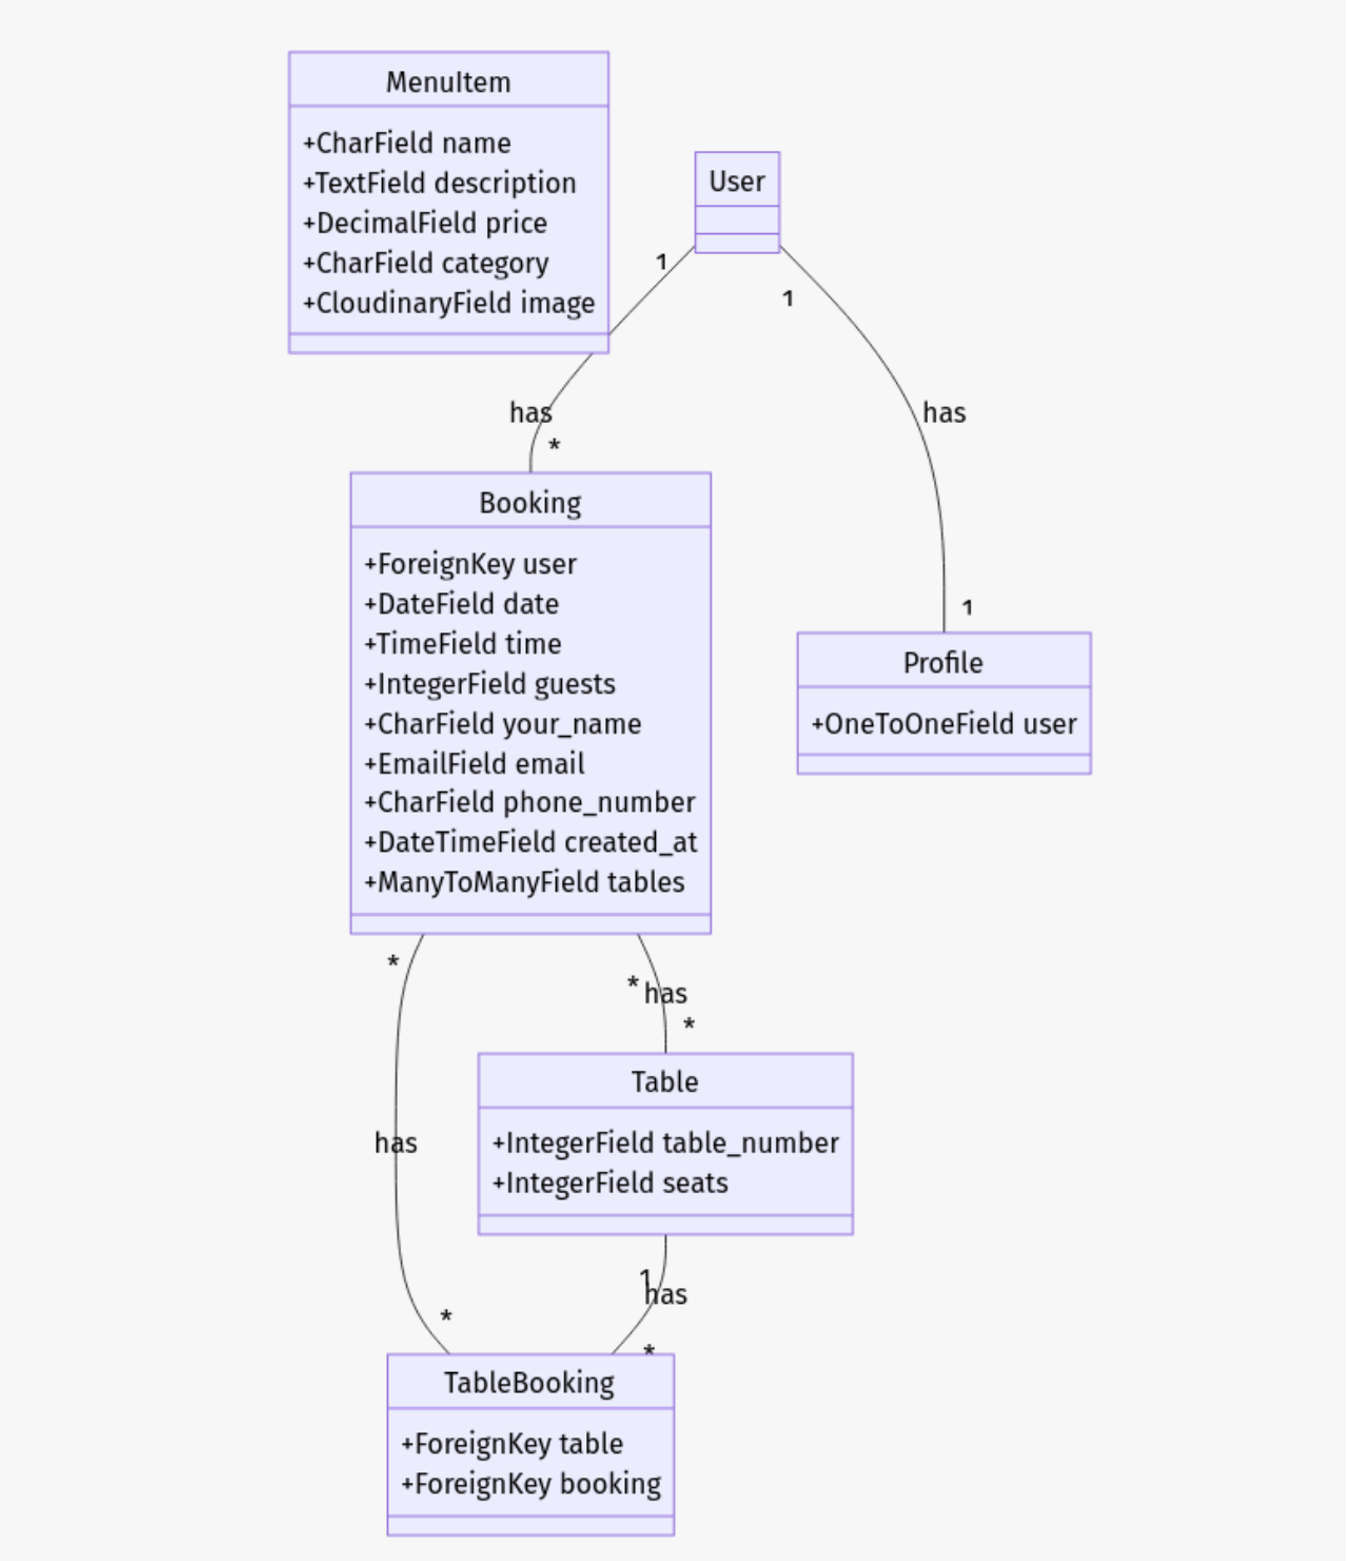 MenuItem
+CharField name
+TextField description
+DecimalField price
+CharField category
+CloudinaryField image
User
1
1
has
*
has
Booking
+ForeignKey user
+DateField date
+TimeField time
+IntegerField guests
+CharField your_name
+EmailField email
+CharField phone_number
+DateTimeField created_at
+ManyToManyField tables
1
Profile
+OneToOneField user
*
*
has
*
Table
+IntegerField table_number
+IntegerField seats
has
1
has
*
*
TableBooking
+ForeignKey table
+ForeignKey booking